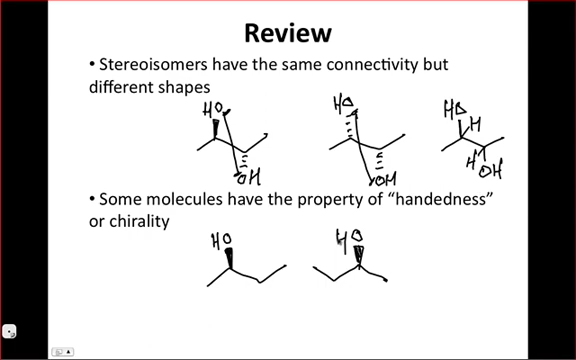 Review
• Stereoisomers have the same connectivity but
different shapes
HO HO HO
H
H
OH OH OH
• Some molecules have the property of “handedness”
or chirality
HO HO